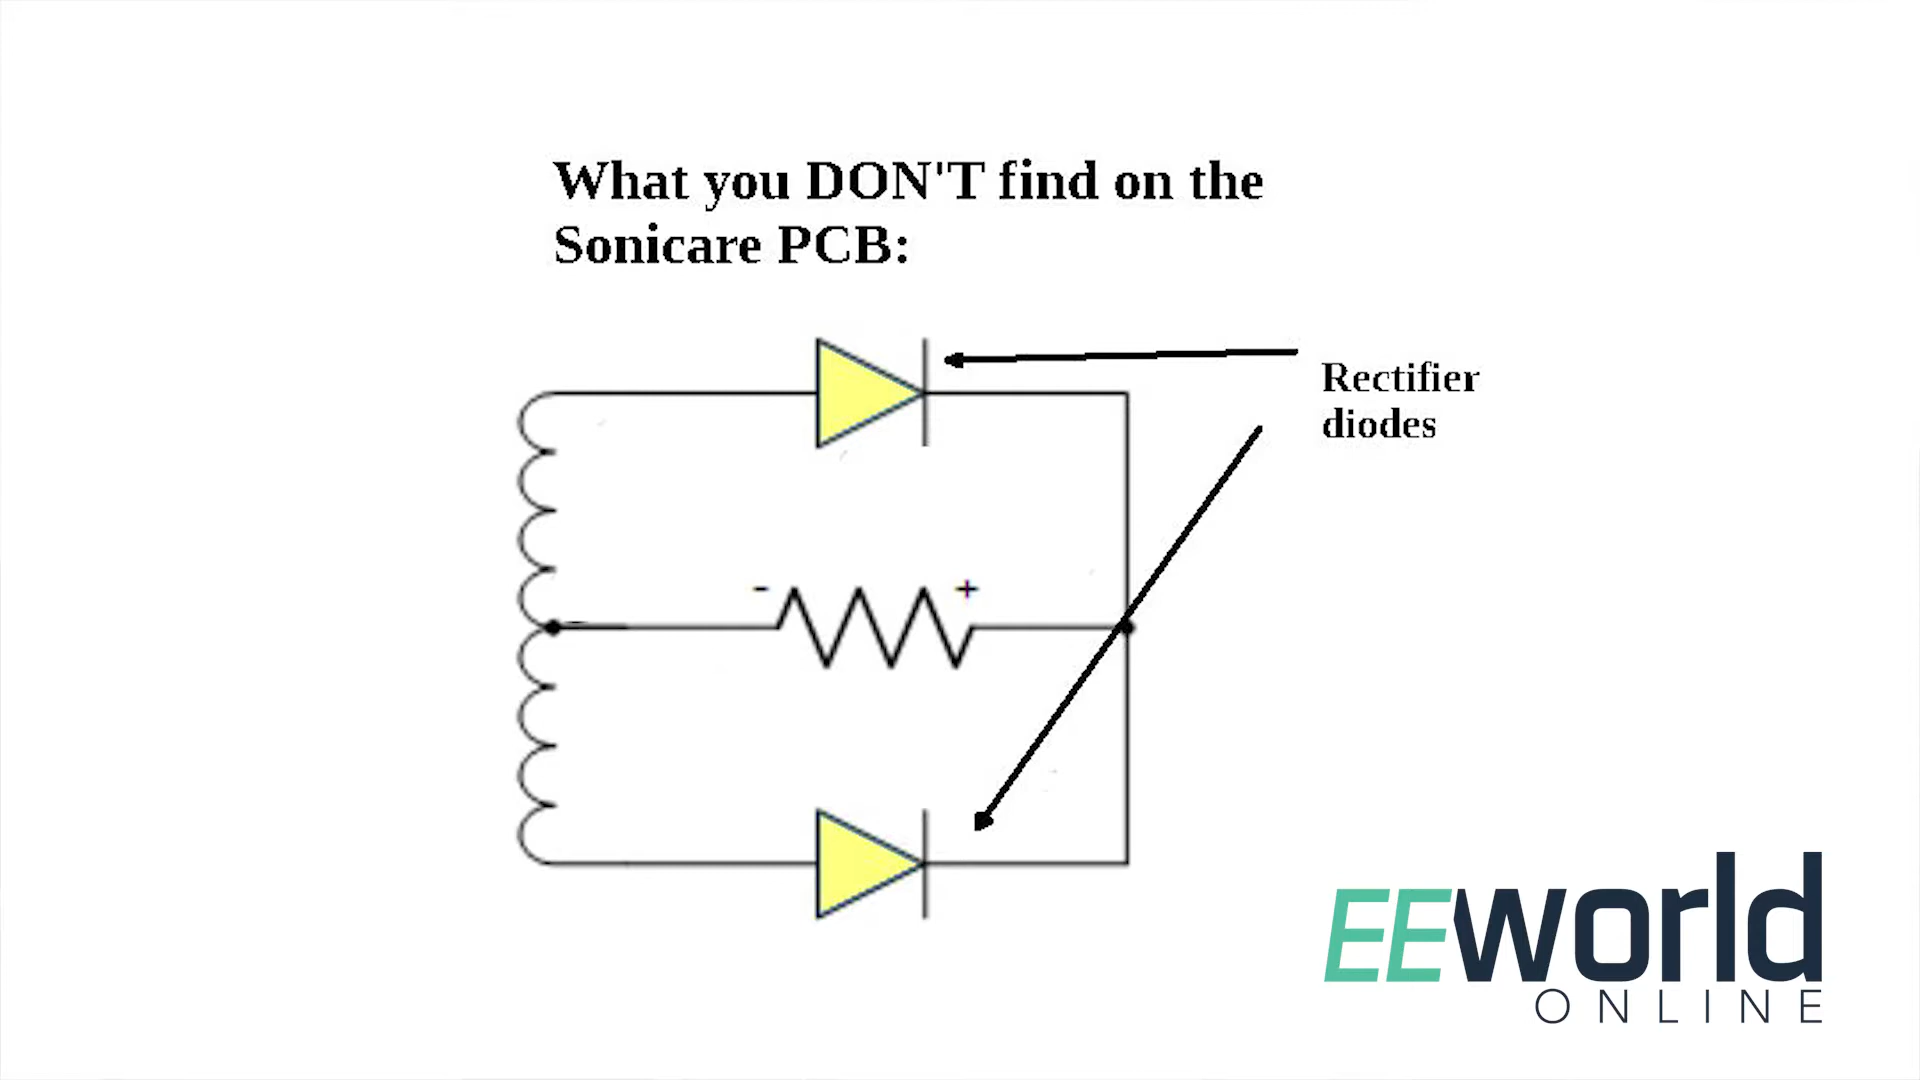 What you DON'T find on the
Sonicare PCB:
Rectifier
diodes
- +
EEworld
ONLINE